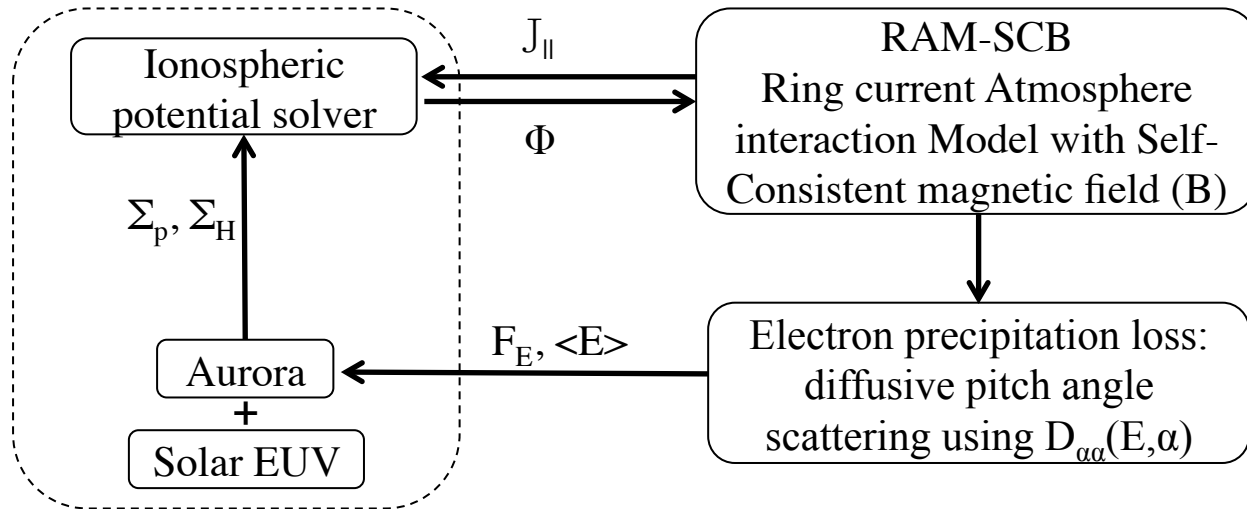 Ionospheric
potential solver
J∥
Φ
RAM-SCB
Ring current Atmosphere
interaction Model with Self-
Consistent magnetic field (B)
Σp, ΣH
Aurora
+
Solar EUV
FE, <E>
Electron precipitation loss:
diffusive pitch angle
scattering using Dαα(E,α)